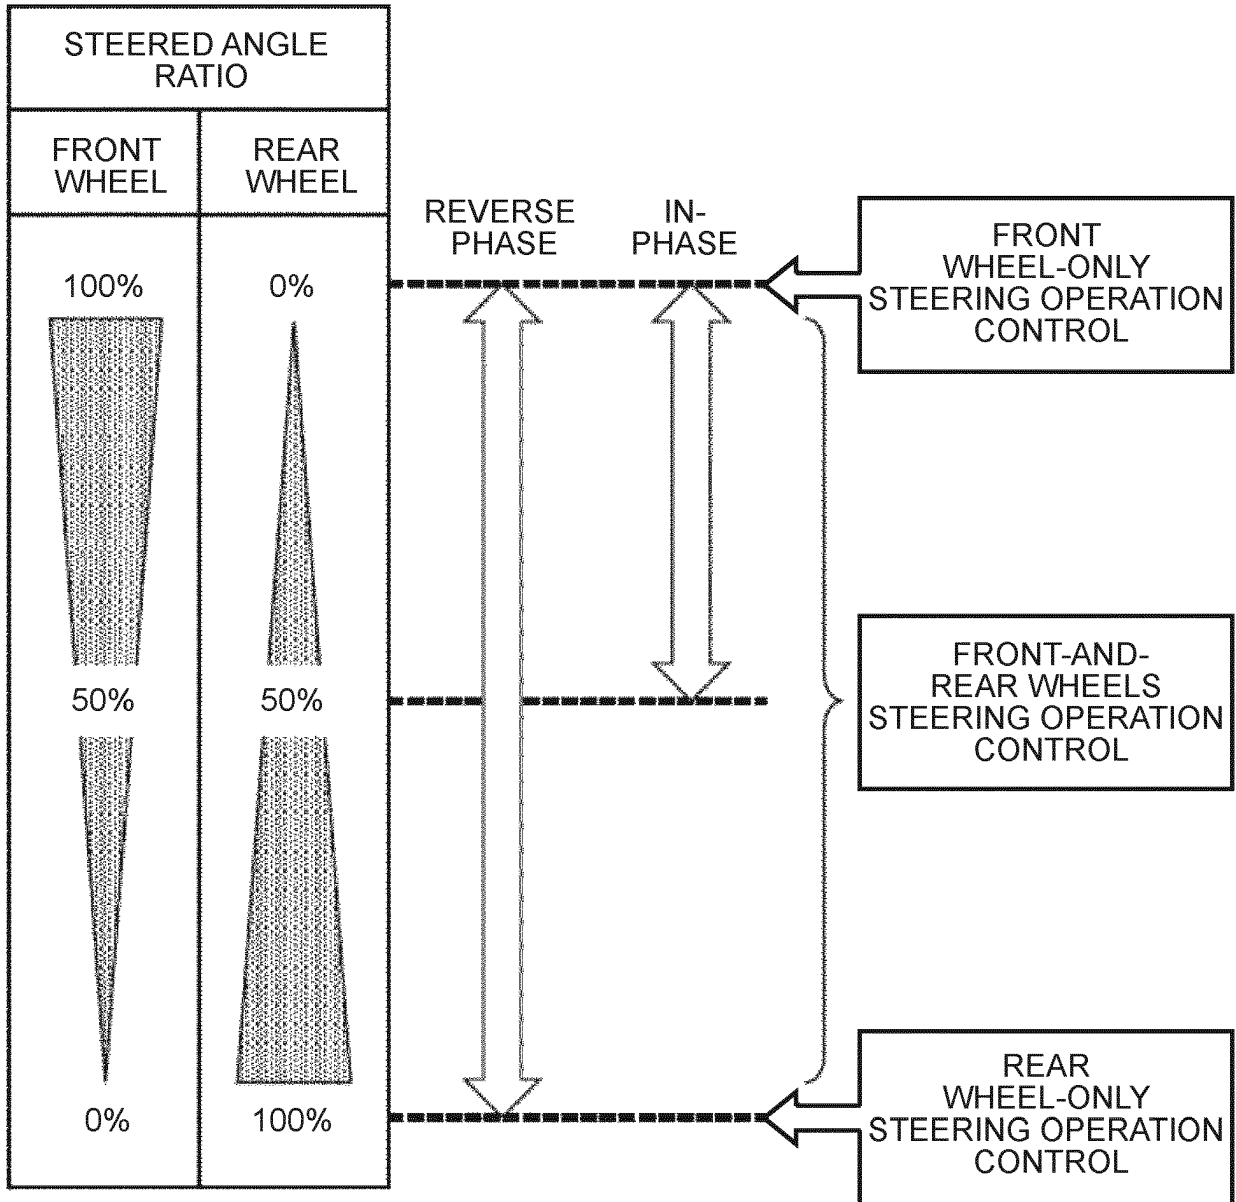 STEERED ANGLE
RATIO
FRONT
WHEEL
REAR
WHEEL
REVERSE
PHASE
IN-
PHASE
100%
0%
50%
50%
0%
100%
FRONT
WHEEL-ONLY
STEERING OPERATION
CONTROL
FRONT-AND-
REAR WHEELS
STEERING OPERATION
CONTROL
REAR
WHEEL-ONLY
STEERING OPERATION
CONTROL